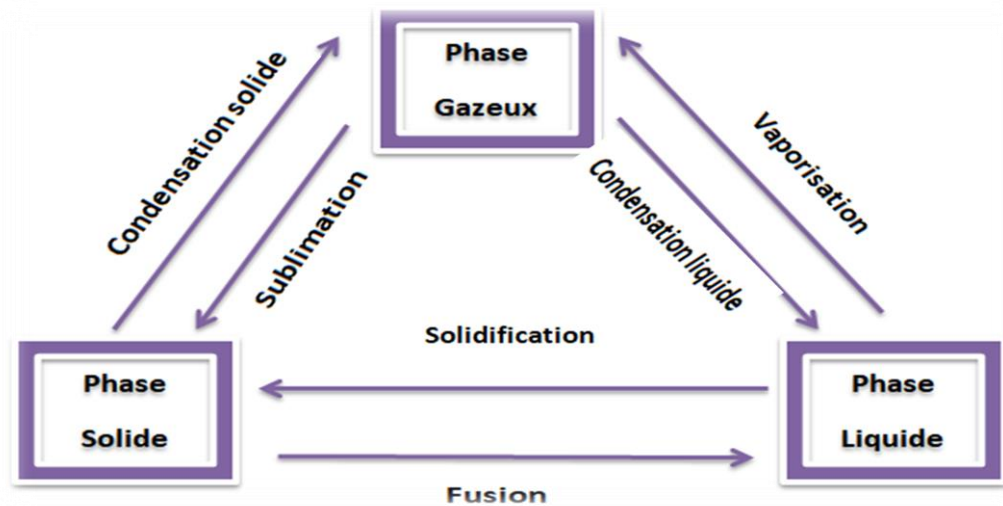 Phase
Gazeux
Condensation solide
Sublimation
Condensation liquide
Vaporisation
Solidification
Phase
Solide
Phase
Liquide
Fusion